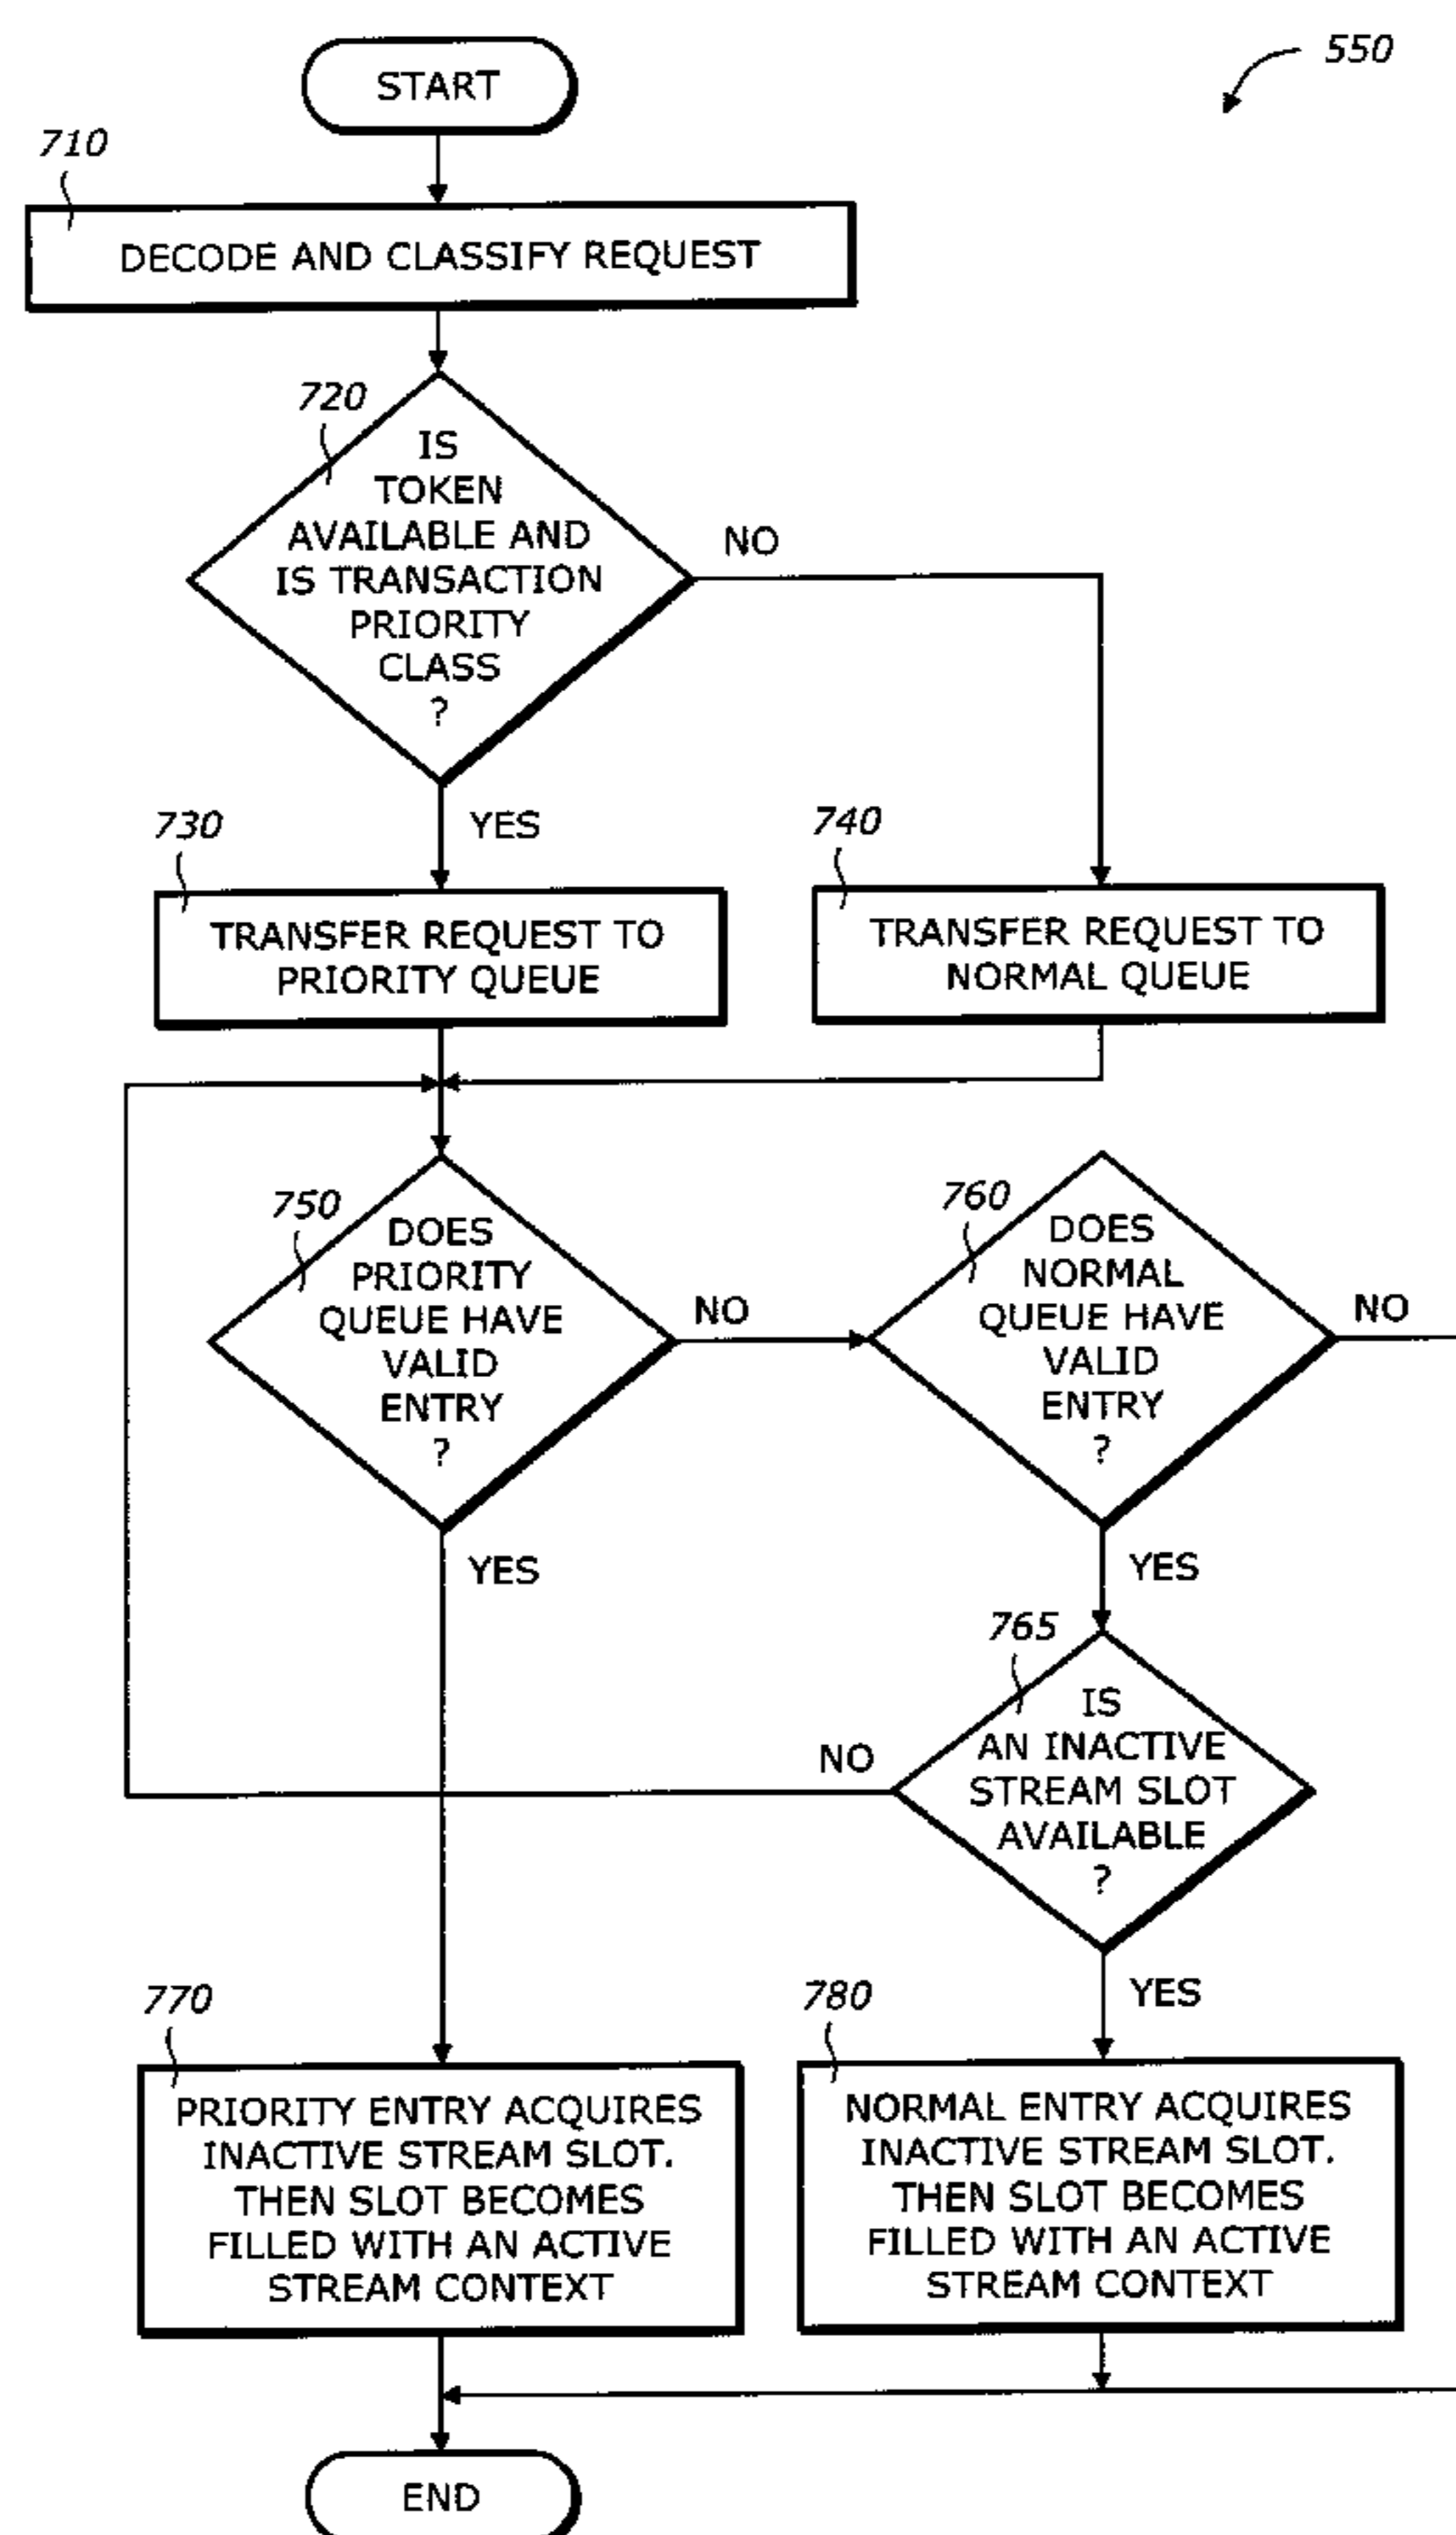 START
550
710
DECODE AND CLASSIFY REQUEST
720
IS
TOKEN
AVAILABLE AND
IS TRANSACTION
PRIORITY
CLASS
?
NO
YES
730
TRANSFER REQUEST TO
PRIORITY QUEUE
740
TRANSFER REQUEST TO
NORMAL QUEUE
750
DOES
PRIORITY
QUEUE HAVE
VALID
ENTRY
?
NO
YES
760
DOES
NORMAL
QUEUE HAVE
VALID
ENTRY
?
NO
YES
765
IS
AN INACTIVE
STREAM SLOT
AVAILABLE
?
NO
YES
770
PRIORITY ENTRY ACQUIRES
INACTIVE STREAM SLOT.
THEN SLOT BECOMES
FILLED WITH AN ACTIVE
STREAM CONTEXT
780
NORMAL ENTRY ACQUIRES
INACTIVE STREAM SLOT.
THEN SLOT BECOMES
FILLED WITH AN ACTIVE
STREAM CONTEXT
END